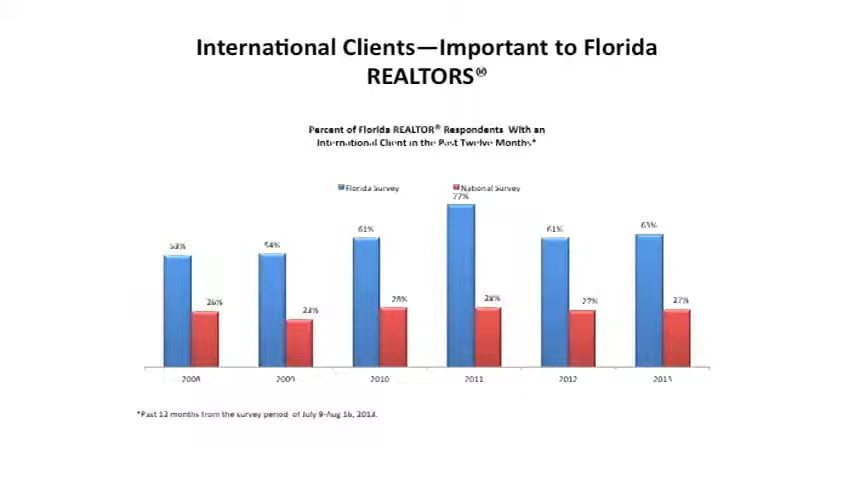 International Clients—Important to Florida
REALTORS®
Percent of Florida REALTOR® Respondents With an
International Client in the Past Twelve Months*
Florida Survey National Survey
77%
61% 61% 63%
53% 54%
26% 23% 28% 28% 27% 27%
2008 2009 2010 2011 2012 2013
*Past 12 months from the survey period of July 9-Aug 16, 2013.